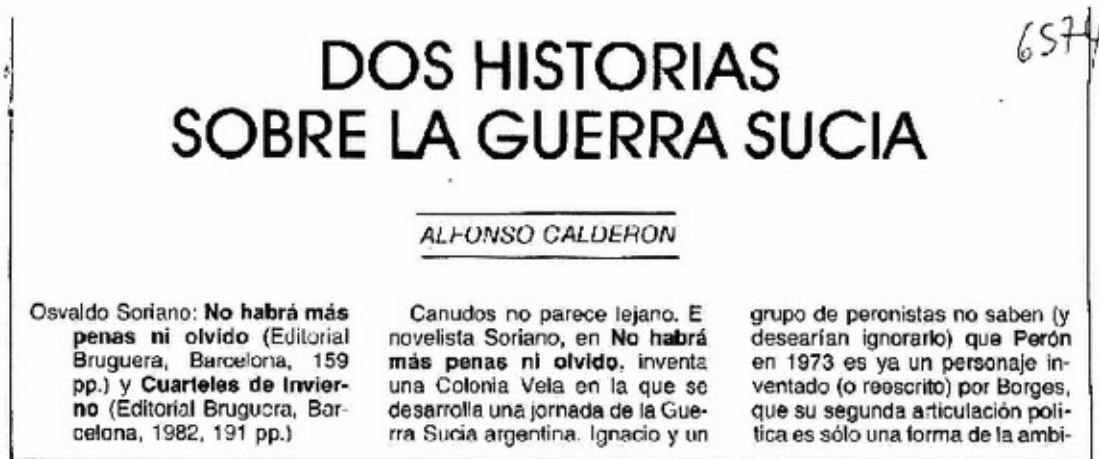 6574
DOS HISTORIAS
SOBRE LA GUERRA SUCIA
ALFONSO CALDERON
Osvaldo Soriano: No habrá más
penas ni olvido (Editorial
Bruguera, Barcelona, 159
pp.) y Cuarteles de Invier-
no (Editorial Bruguera, Bar-
celona, 1982, 191 pp.)
Canudos no parece lejano. E
novelista Soriano, en No habrá
más penas ni olvido, inventa
una Colonia Vela en la que se
desarrolla una jornada de la Gue-
rra Sucia argentina. Ignacio y un
grupo de peronistas no saben (y
desearían ignorarlo) que Perón
en 1973 es ya un personaje in-
ventado (o reescrito) por Borges,
que su segunda articulación polí-
tica es sólo una forma de la ambi-